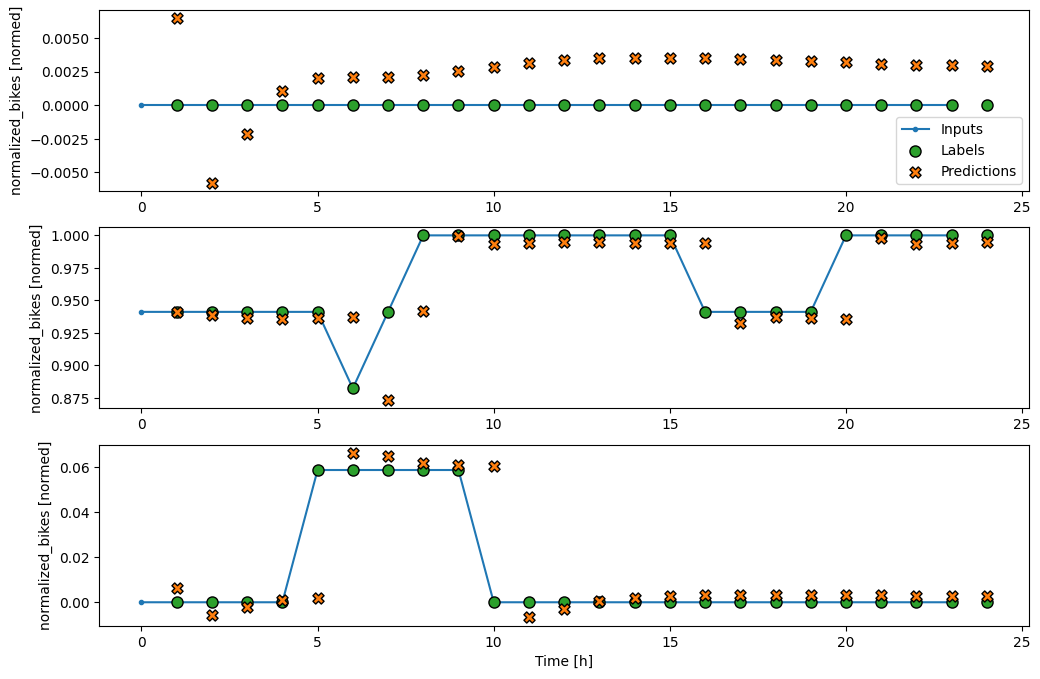 normalized_bikes [normed]
0.0050
0.0025
0.0000
−0.0025
−0.0050
Inputs
Labels
Predictions
0 5 10 15 20 25
normalized_bikes [normed]
1.000
0.975
0.950
0.925
0.900
0.875
0 5 10 15 20 25
normalized_bikes [normed]
0.06
0.04
0.02
0.00
0 5 10 15 20 25
Time [h]